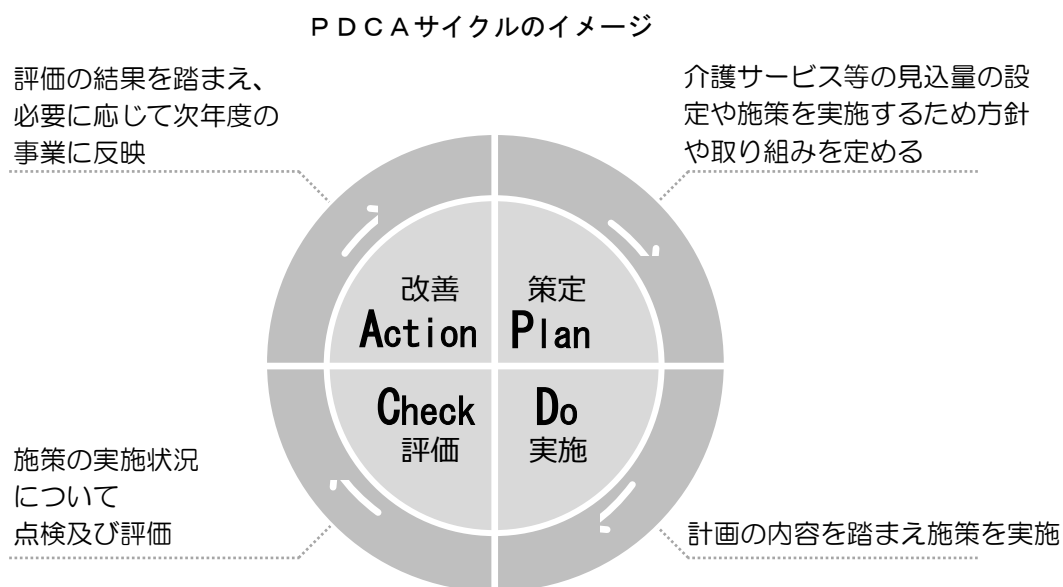 ＰＤＣＡサイクルのイメージ
評価の結果を踏まえ、
必要に応じて次年度の
事業に反映
介護サービス等の見込量の設
定や施策を実施するため方針
や取り組みを定める
改善
Action
策定
Plan
Check
評価
Do
実施
施策の実施状況
について
点検及び評価
計画の内容を踏まえ施策を実施